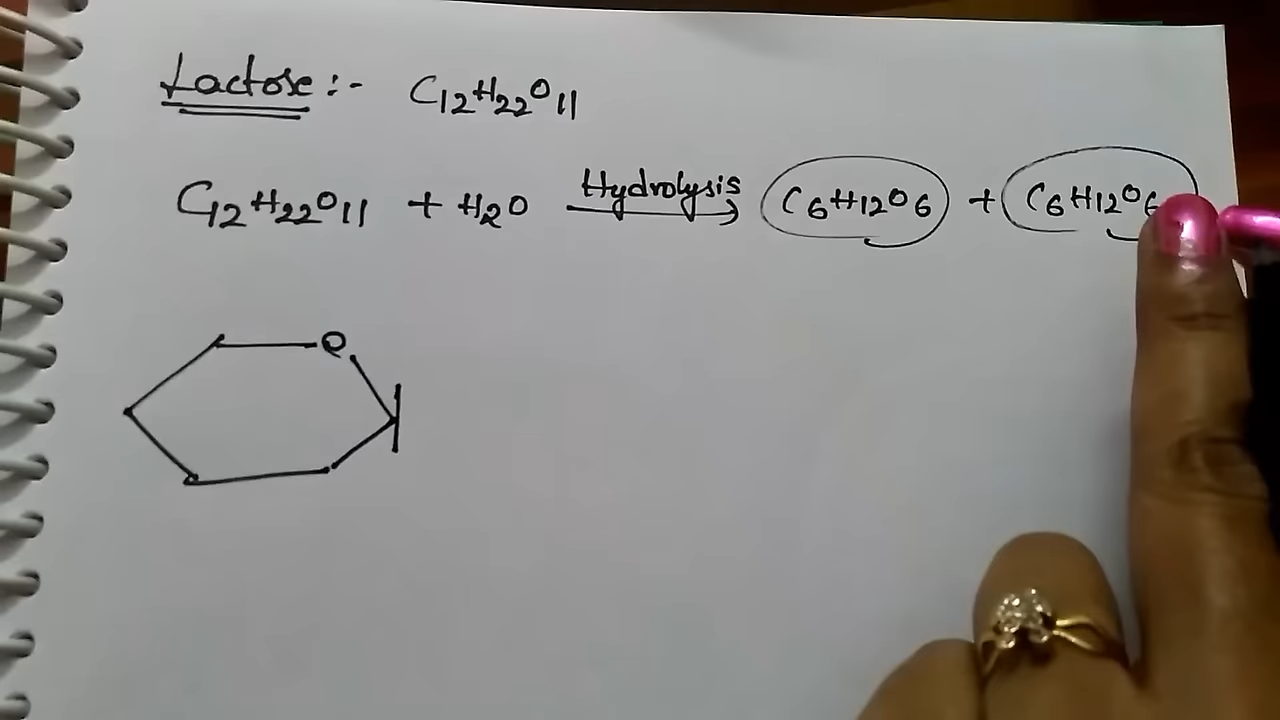 Lactose :- C12H22O11
C12H22O11 + H2O Hydrolysis C6H12O6 + C6H12O6
O